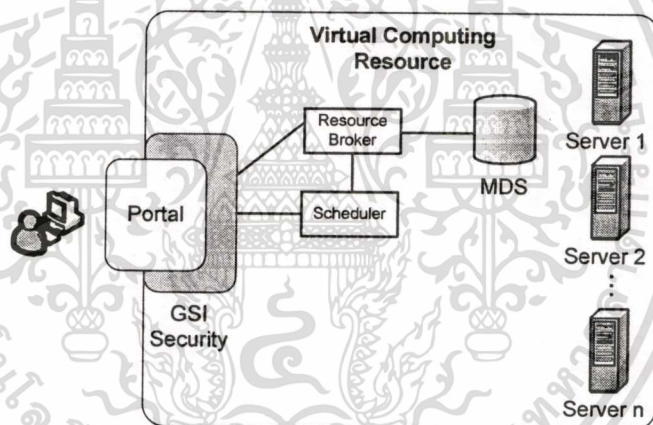 Virtual Computing
Resource
Resource
Broker
Scheduler
MDS
Portal
GSI
Security
Server 1
Server 2
Server n